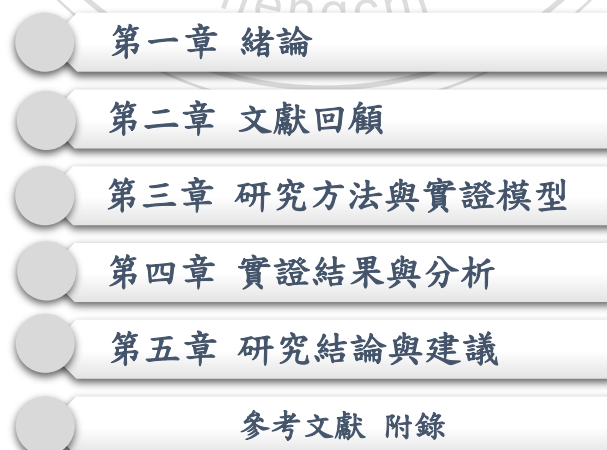 第一章 緒論
第二章 文獻回顧
第三章 研究方法與實證模型
第四章 實證結果與分析
第五章 研究結論與建議
參考文獻 附錄